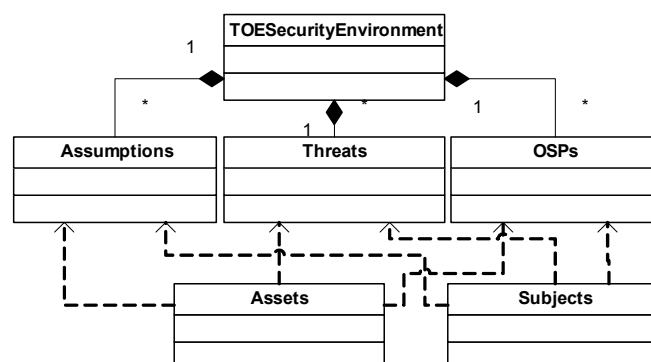 TOESecurityEnvironment
1
*
*
1
1
*
Assumptions
Threats
OSPs
Assets
Subjects